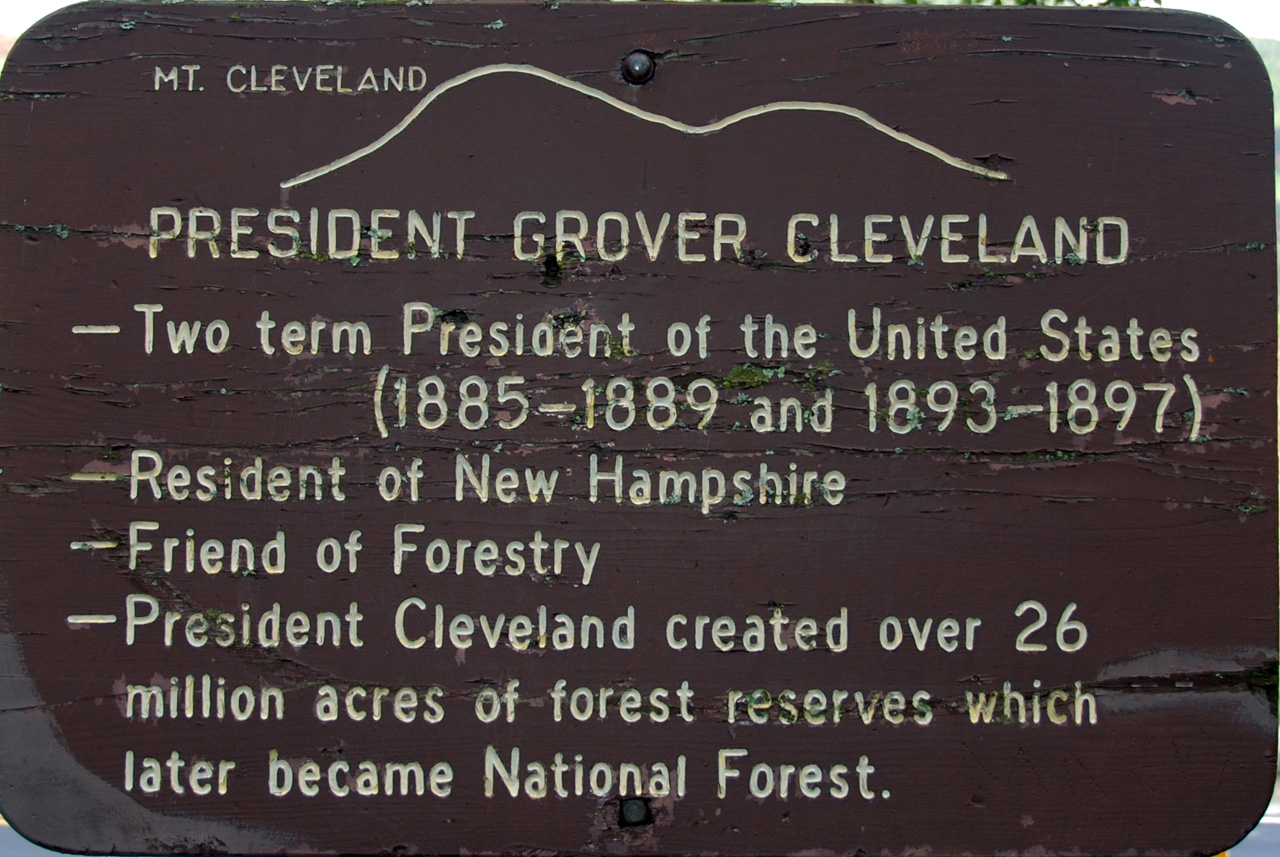 MT. CLEVELAND
PRESIDENT GROVER CLEVELAND
— Two term President of the United States
(1885–1889 and 1893–1897)
— Resident of New Hampshire
— Friend of Forestry
— President Cleveland created over 26
million acres of forest reserves which
later became National Forest.